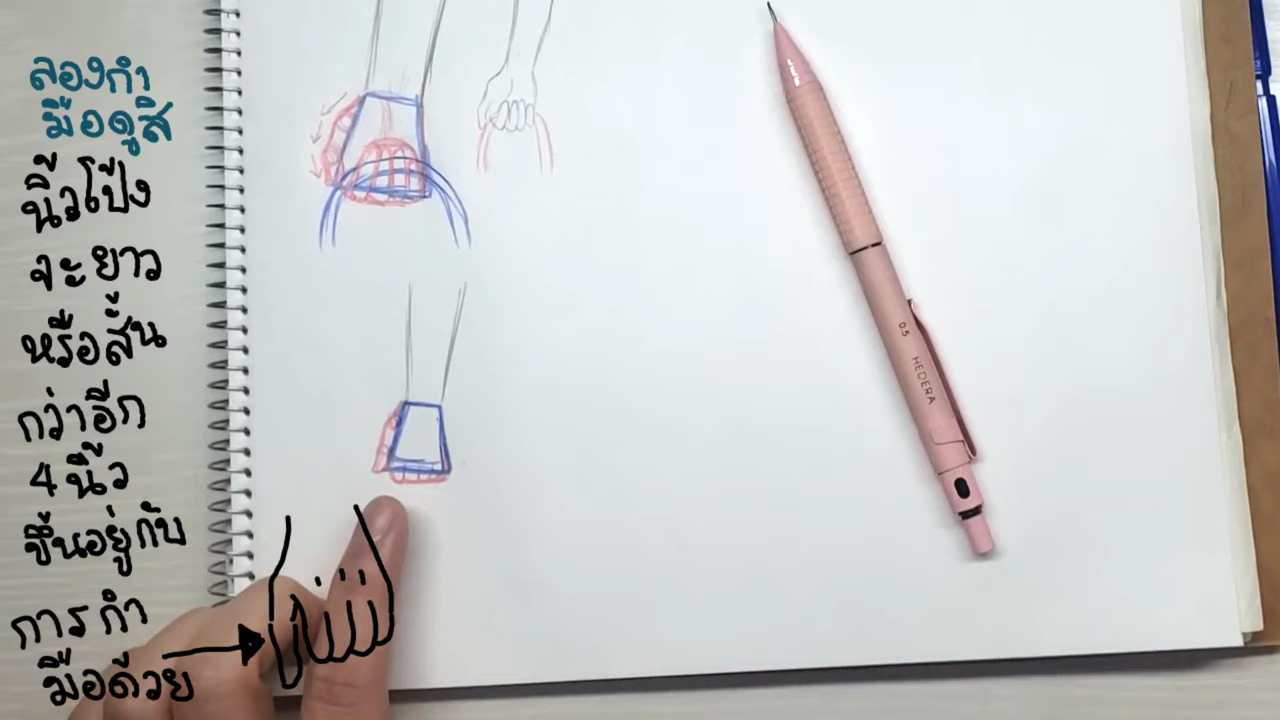 ลองกำ
มือดูสิ
นิ้วโป้ง
จะยาว
หรือสั้น
กว่าอีก
4 นิ้ว
ขึ้นอยู่กับ
การกำ
มือด้วย
0.5 HEDERA